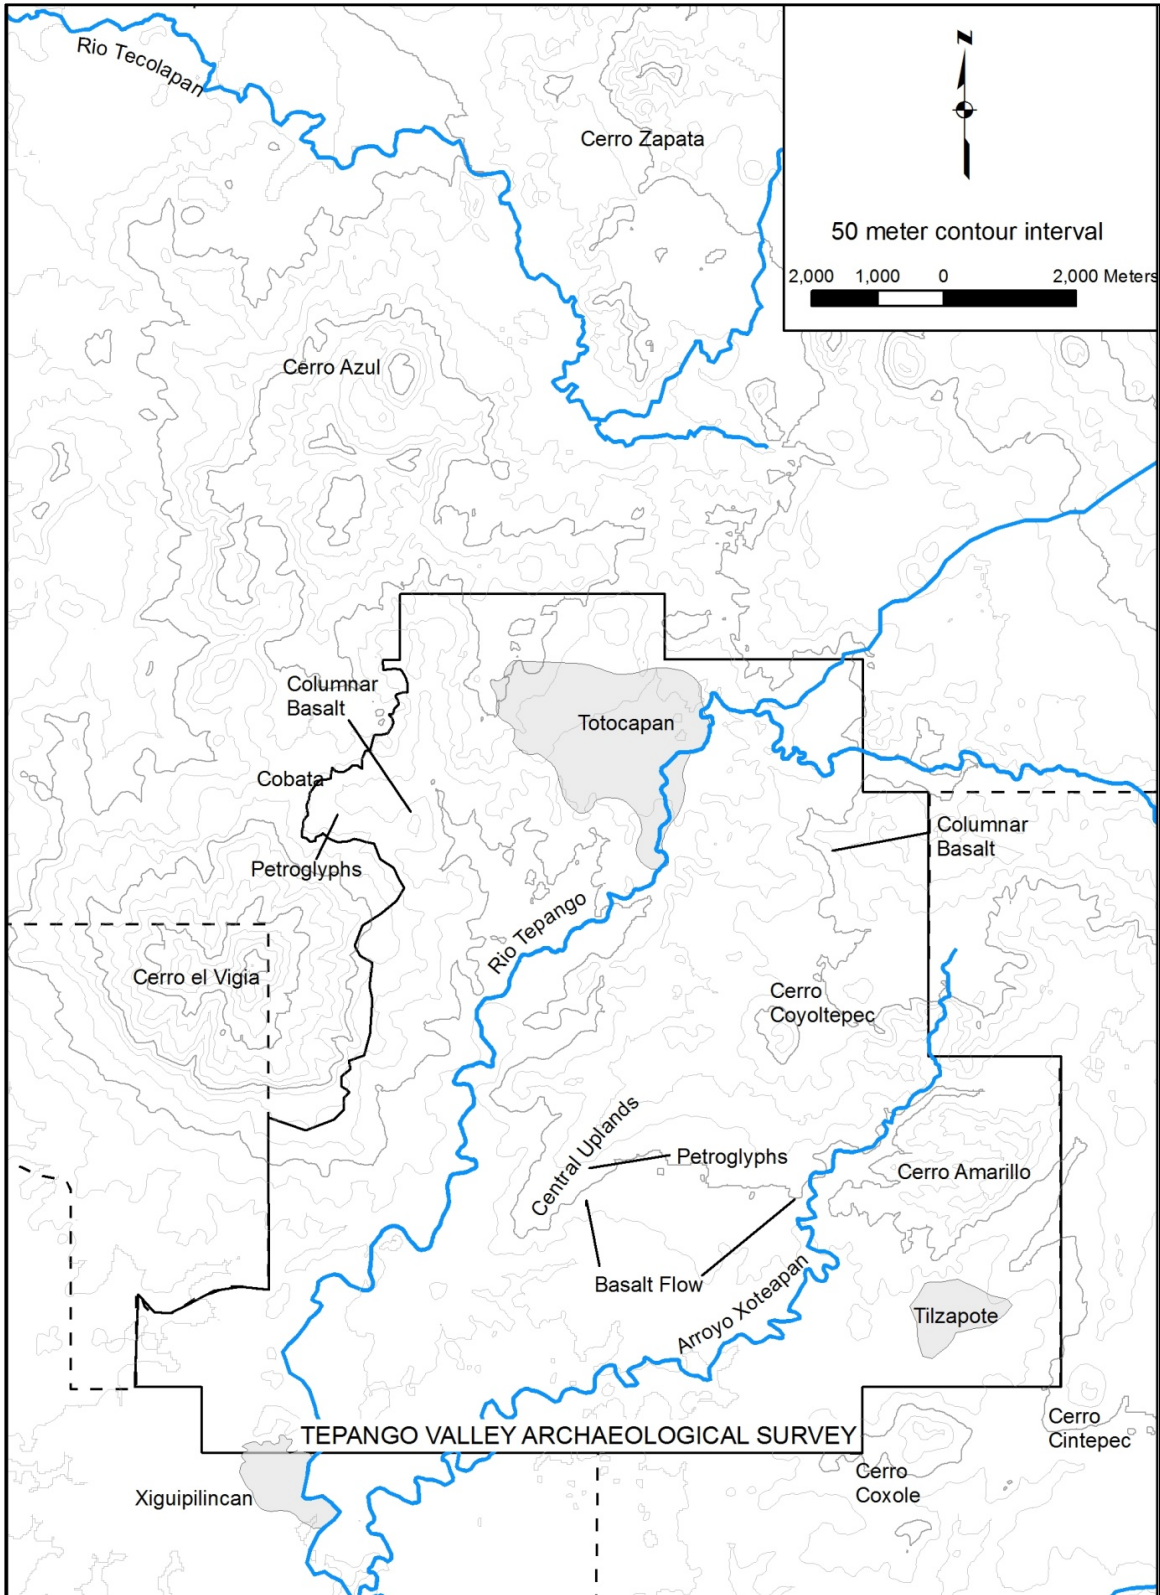 Rio Tecolapan
Cerro Zapata
N
50 meter contour interval
2,000 1,000 0 2,000 Meters
Cerro Azul
Columnar
Basalt
Totocapan
Cobata
Petroglyphs
Columnar
Basalt
Rio Tepango
Cerro el Vigia
Cerro
Coyoltepec
Central Uplands
Petroglyphs
Cerro Amarillo
Basalt Flow
Arroyo Xoteapan
Tilzapote
TEPANGO VALLEY ARCHAEOLOGICAL SURVEY
Cerro
Cintepec
Cerro
Coxole
Xiguipilincan